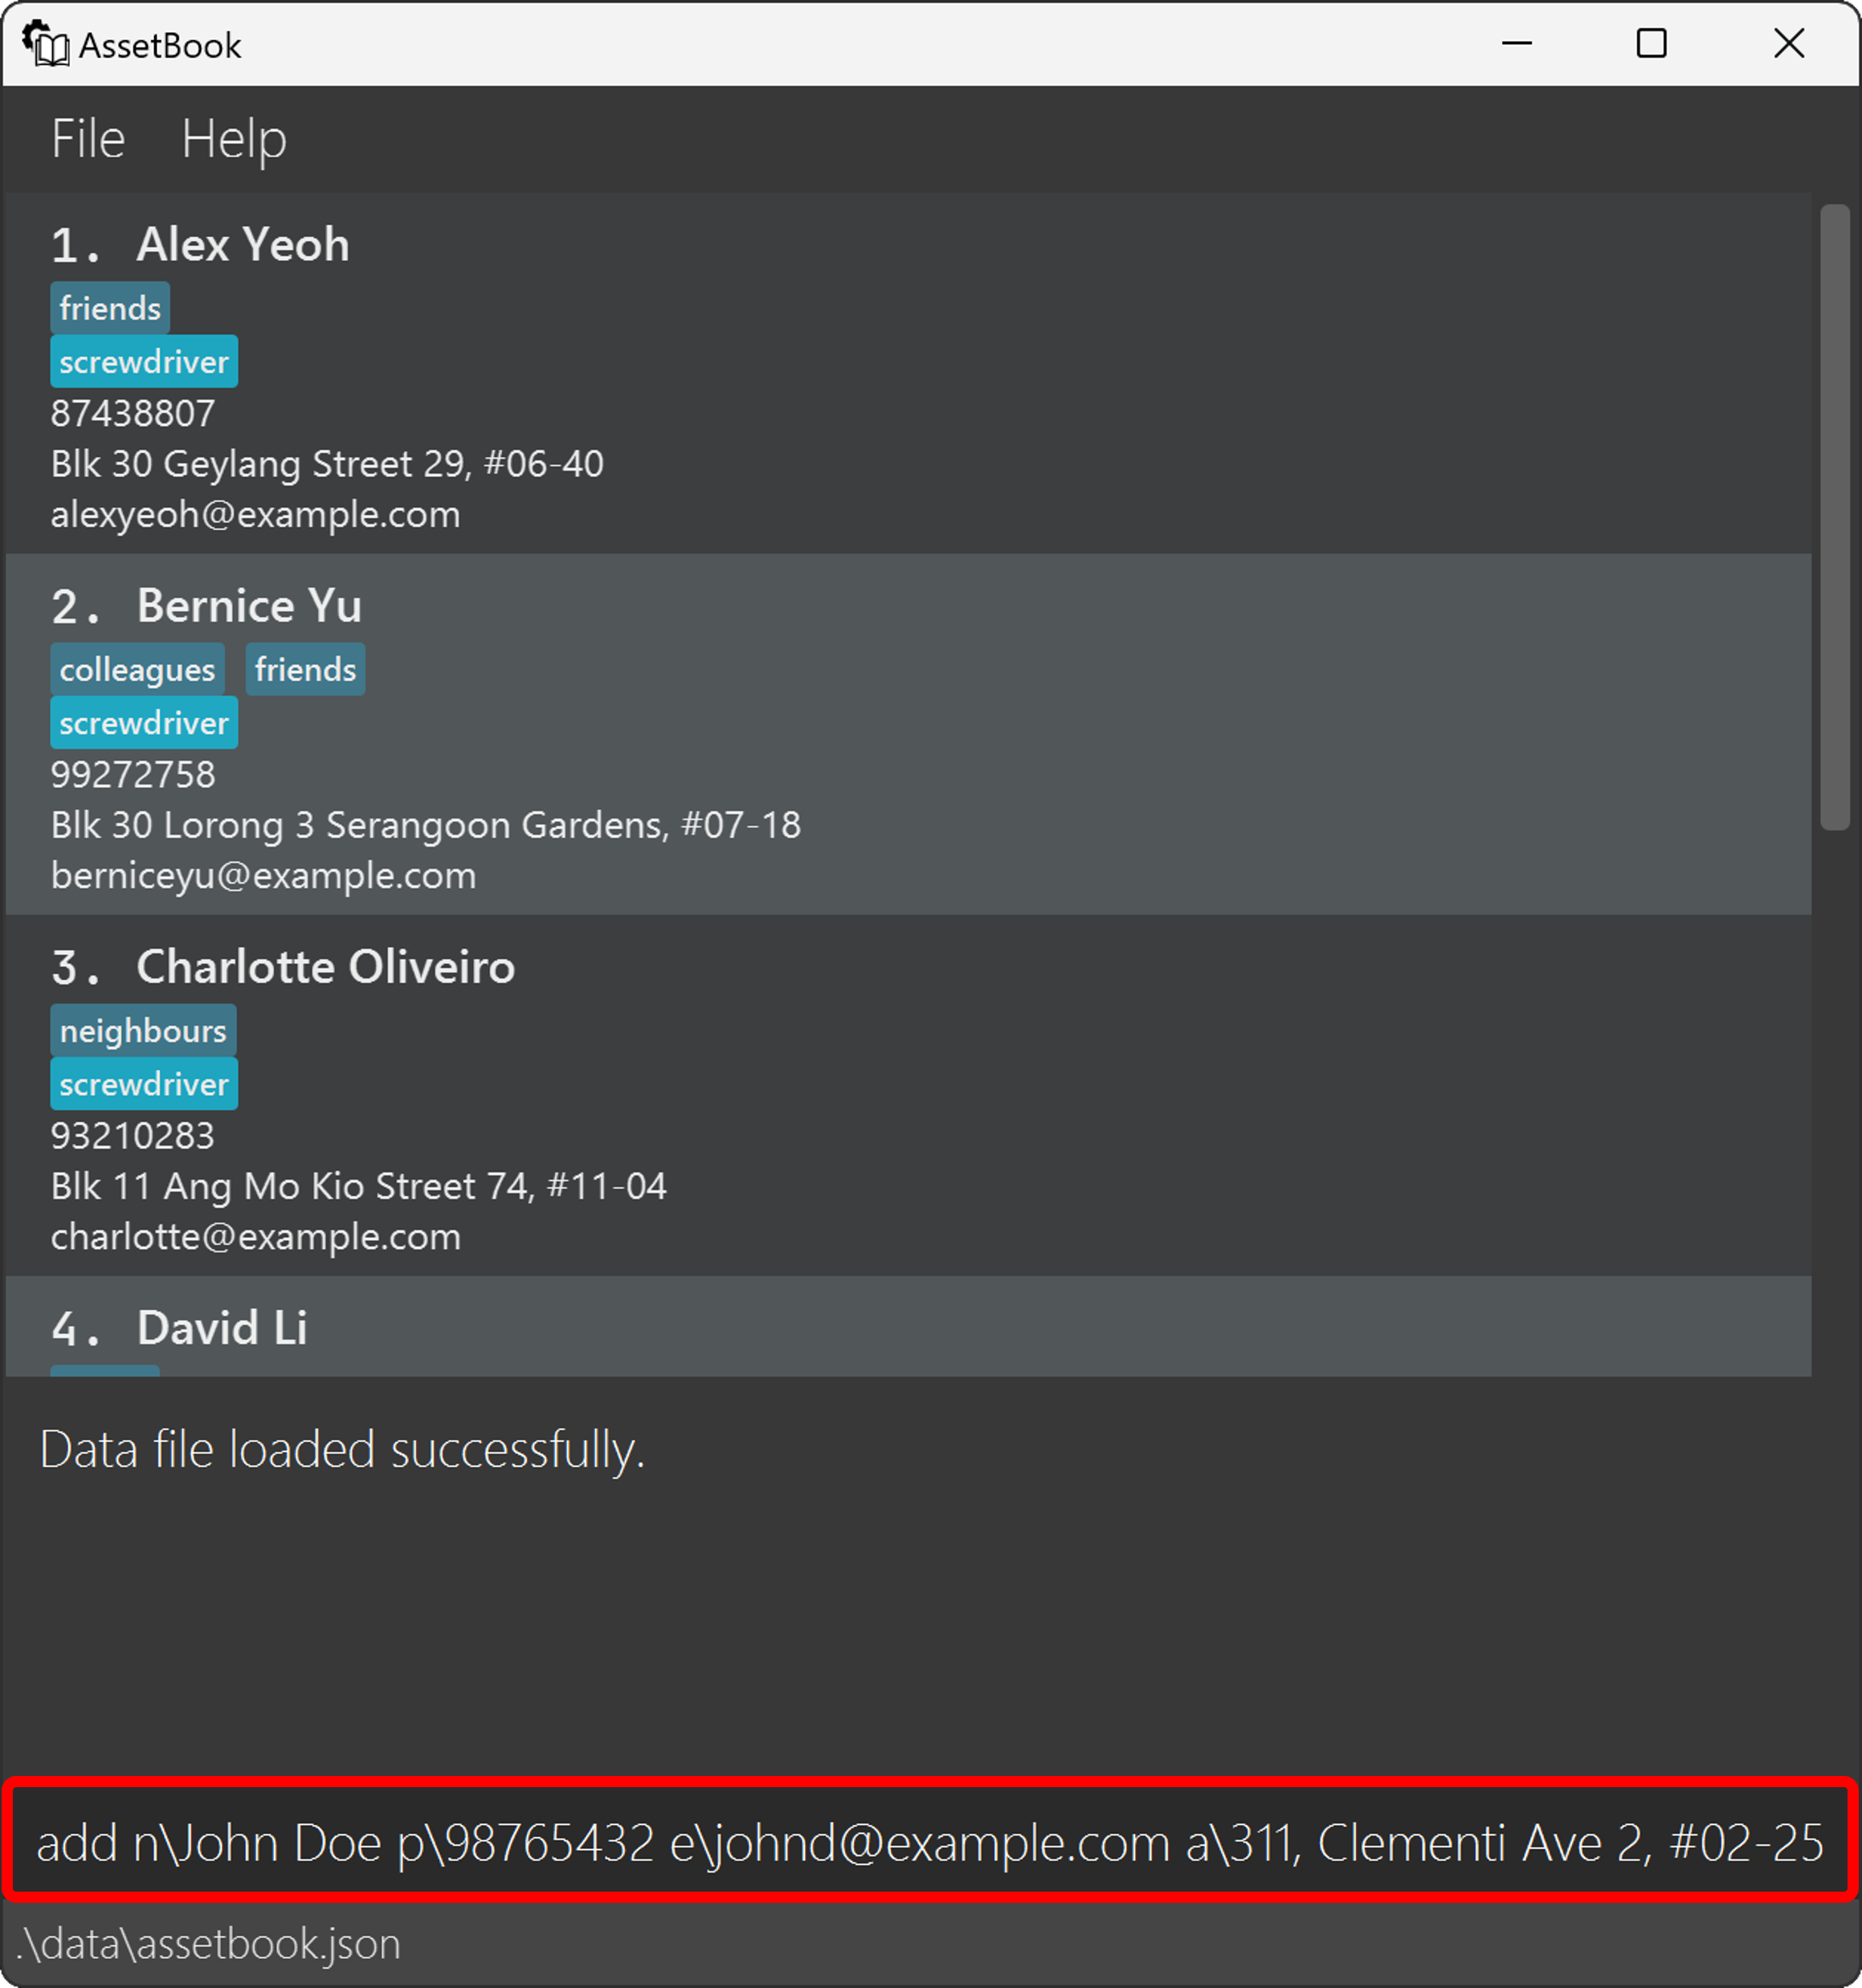 AssetBook
File Help
1. Alex Yeoh
friends
screwdriver
87438807
Blk 30 Geylang Street 29, #06-40
alexyeoh@example.com
2. Bernice Yu
colleagues friends
screwdriver
99272758
Blk 30 Lorong 3 Serangoon Gardens, #07-18
berniceyu@example.com
3. Charlotte Oliveiro
neighbours
screwdriver
93210283
Blk 11 Ang Mo Kio Street 74, #11-04
charlotte@example.com
4. David Li
Data file loaded successfully.
add n\John Doe p\98765432 e\johnd@example.com a\311, Clementi Ave 2, #02-25
.\data\assetbook.json